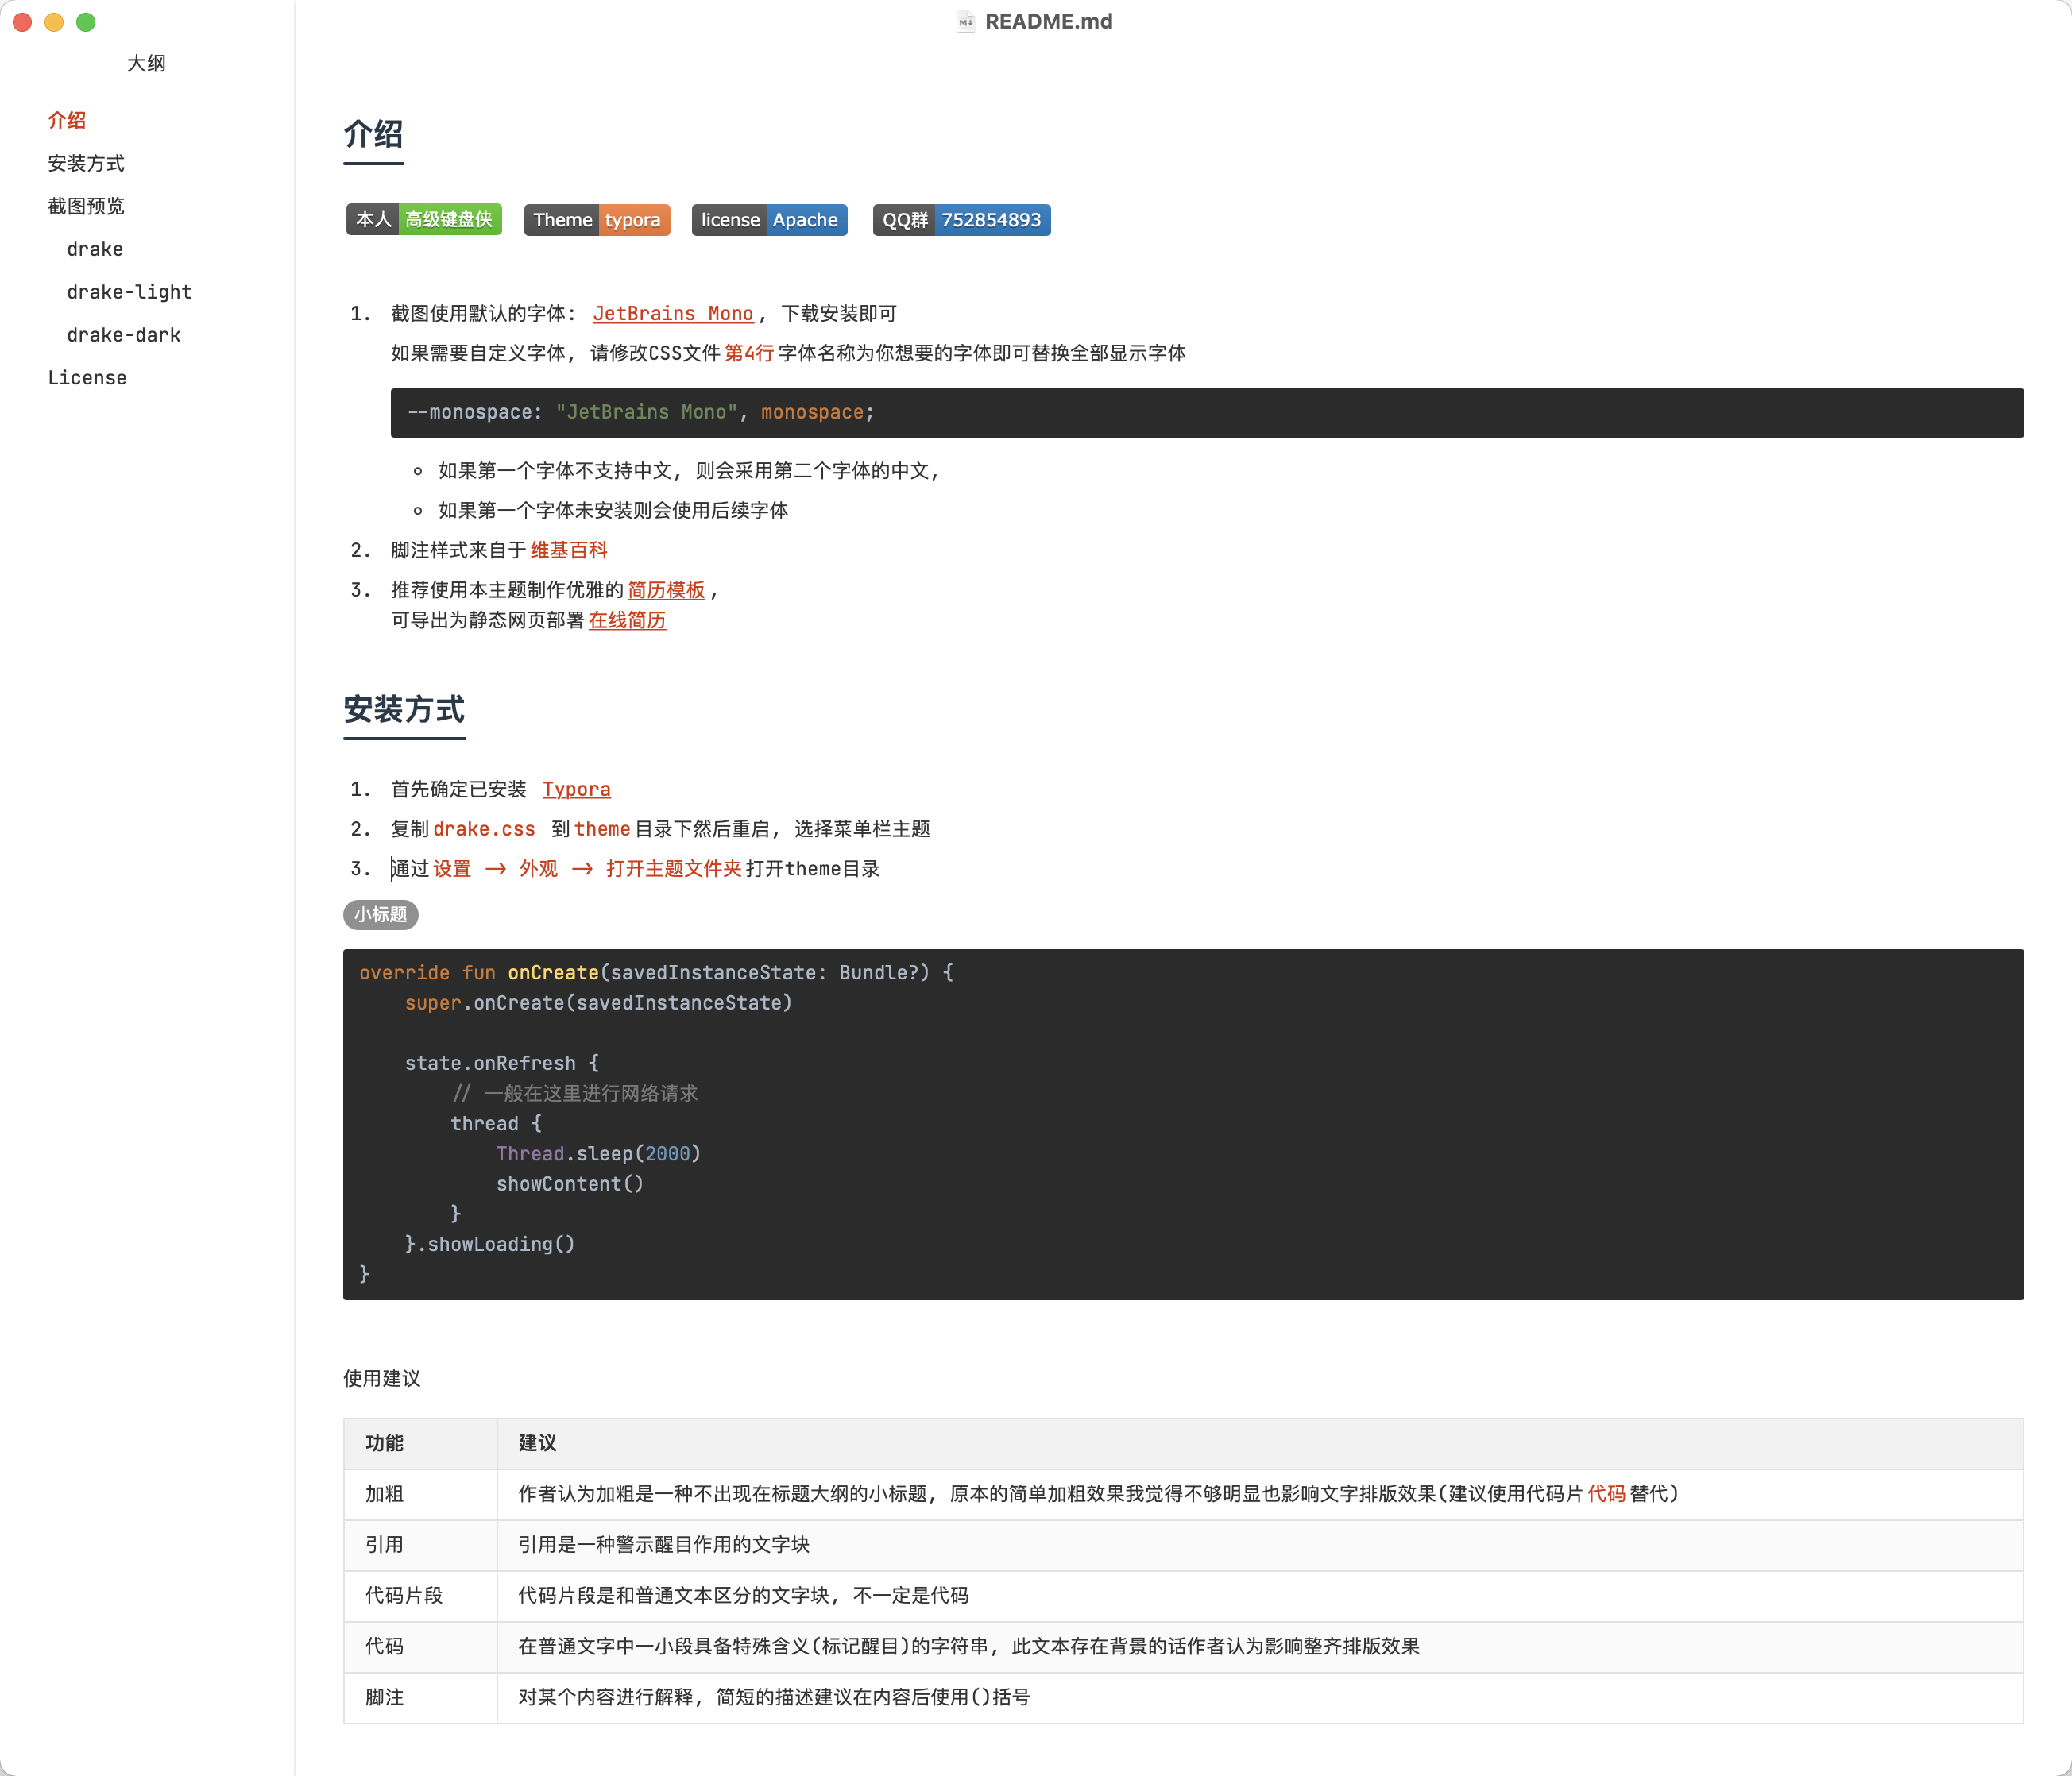 README.md
大纲
介绍
安装方式
截图预览
drake
drake-light
drake-dark
License
介绍
本人 高级键盘侠 Theme typora license Apache QQ群 752854893
1. 截图使用默认的字体: JetBrains Mono, 下载安装即可
如果需要自定义字体, 请修改CSS文件第4行字体名称为你想要的字体即可替换全部显示字体
--monospace: "JetBrains Mono", monospace;
如果第一个字体不支持中文, 则会采用第二个字体的中文,
如果第一个字体未安装则会使用后续字体
2. 脚注样式来自于维基百科
3. 推荐使用本主题制作优雅的简历模板,
可导出为静态网页部署在线简历
安装方式
1. 首先确定已安装 Typora
2. 复制drake.css 到theme目录下然后重启, 选择菜单栏主题
3. 通过设置 -> 外观 -> 打开主题文件夹打开theme目录
小标题
override fun onCreate(savedInstanceState: Bundle?) {
super.onCreate(savedInstanceState)
state.onRefresh {
// 一般在这里进行网络请求
thread {
Thread.sleep(2000)
showContent()
}
}.showLoading()
}
使用建议
功能 建议
加粗 作者认为加粗是一种不出现在标题大纲的小标题, 原本的简单加粗效果我觉得不够明显也影响文字排版效果(建议使用代码片代码替代)
引用 引用是一种警示醒目作用的文字块
代码片段 代码片段是和普通文本区分的文字块, 不一定是代码
代码 在普通文字中一小段具备特殊含义(标记醒目)的字符串, 此文本存在背景的话作者认为影响整齐排版效果
脚注 对某个内容进行解释, 简短的描述建议在内容后使用()括号